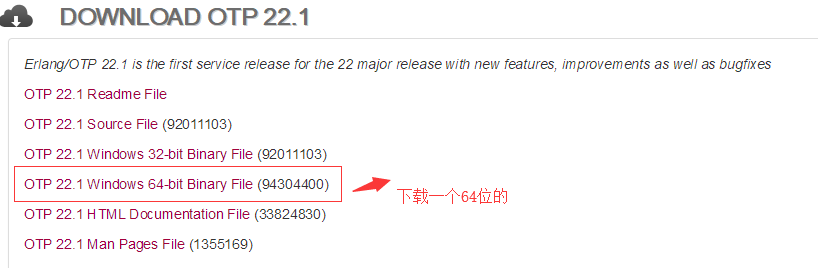 DOWNLOAD OTP 22.1
Erlang/OTP 22.1 is the first service release for the 22 major release with new features, improvements as well as bugfixes
OTP 22.1 Readme File
OTP 22.1 Source File (92011103)
OTP 22.1 Windows 32-bit Binary File (92011103)
OTP 22.1 Windows 64-bit Binary File (94304400)
下载一个64位的
OTP 22.1 HTML Documentation File (33824830)
OTP 22.1 Man Pages File (1355169)